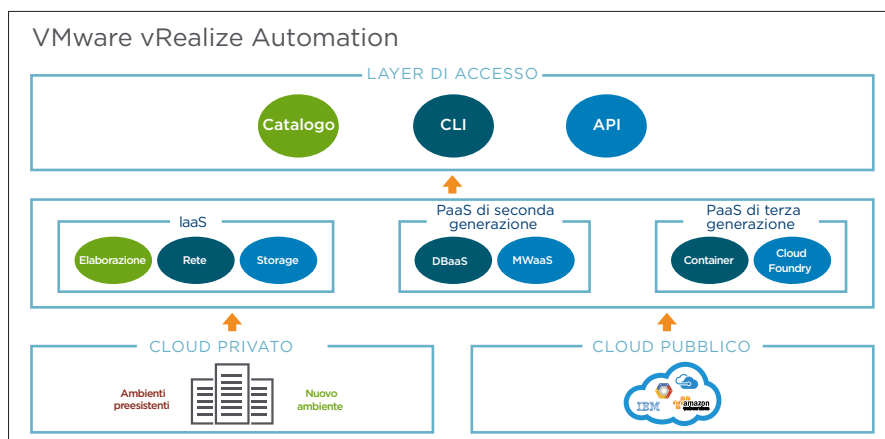 VMware vRealize Automation
LAYER DI ACCESSO
Catalogo
CLI
API
IaaS
Elaborazione
Rete
Storage
PaaS di seconda
generazione
DBaaS
MWaaS
PaaS di terza
generazione
Container
Cloud
Foundry
CLOUD PRIVATO
Ambienti
preesistenti
Nuovo
ambiente
CLOUD PUBBLICO
IBM
amazon
webservices